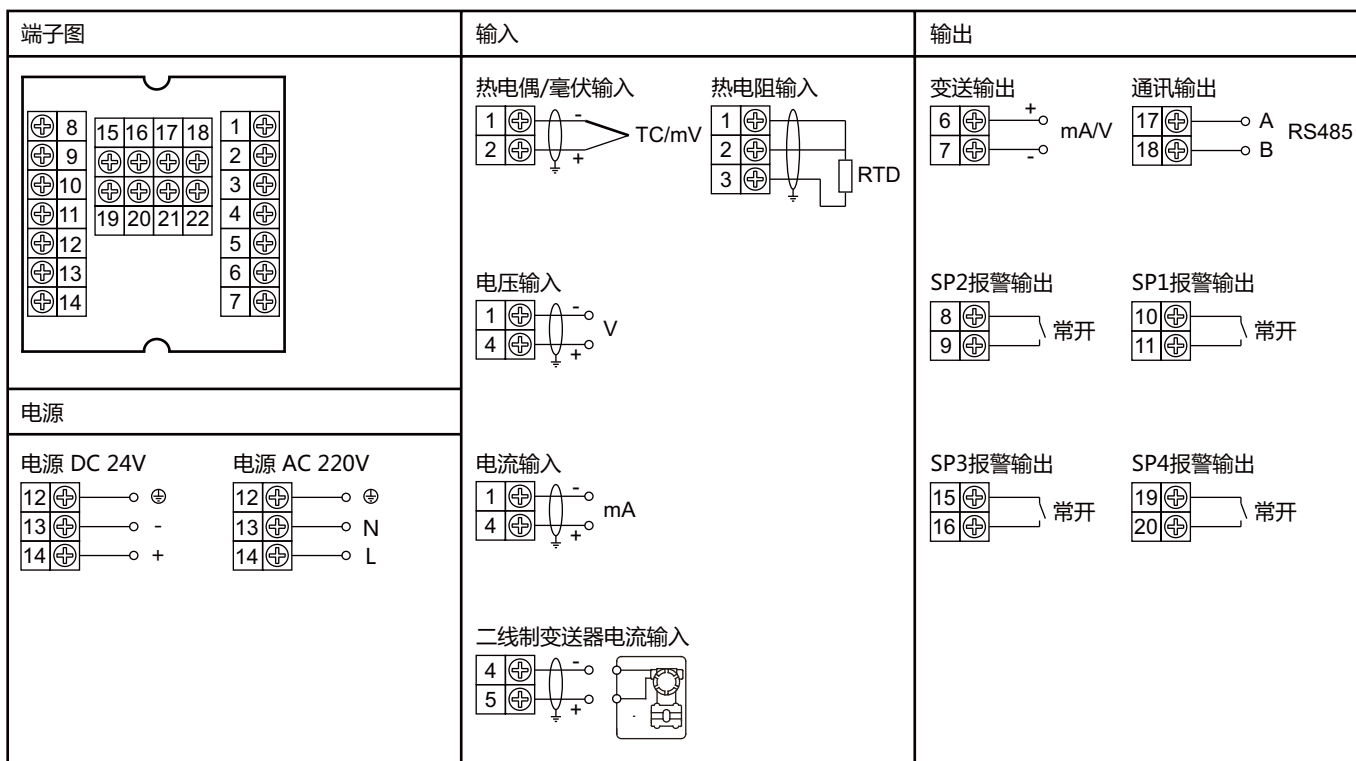 端子图
8
9
10
11
12
13
14
15 16 17 18
19 20 21 22
1
2
3
4
5
6
7
电源
电源 DC 24V
12
13 -
14 +
电源 AC 220V
12
13 N
14 L
输入
热电偶/毫伏输入
1 -
2 +
TC/mV
热电阻输入
1
2
3
RTD
电压输入
1 -
4 +
V
电流输入
1 -
4 +
mA
二线制变送器电流输入
4 -
5 +
输出
变送输出
6 +
7 -
mA/V
通讯输出
17 A
18 B
RS485
SP2报警输出
8
9
常开
SP1报警输出
10
11
常开
SP3报警输出
15
16
常开
SP4报警输出
19
20
常开